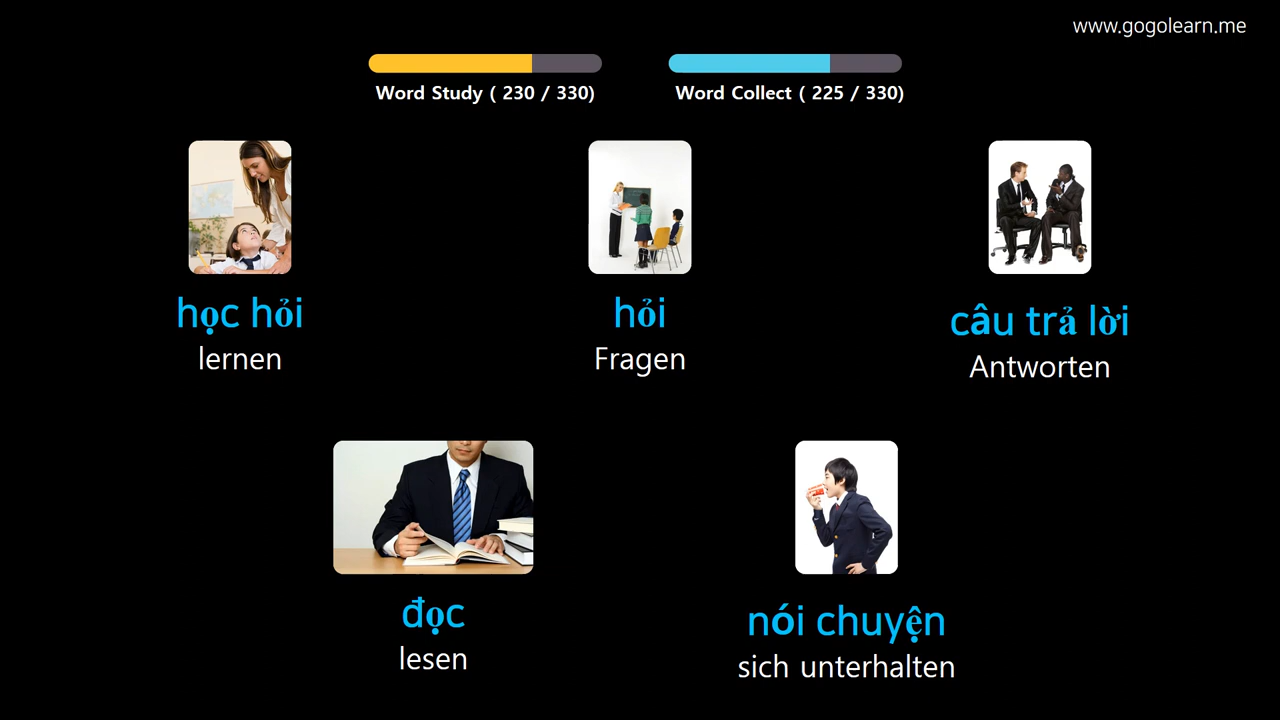 www.gogolearn.me
Word Study ( 230 / 330)
Word Collect ( 225 / 330)
học hỏi
lernen
hỏi
Fragen
câu trả lời
Antworten
đọc
lesen
nói chuyện
sich unterhalten